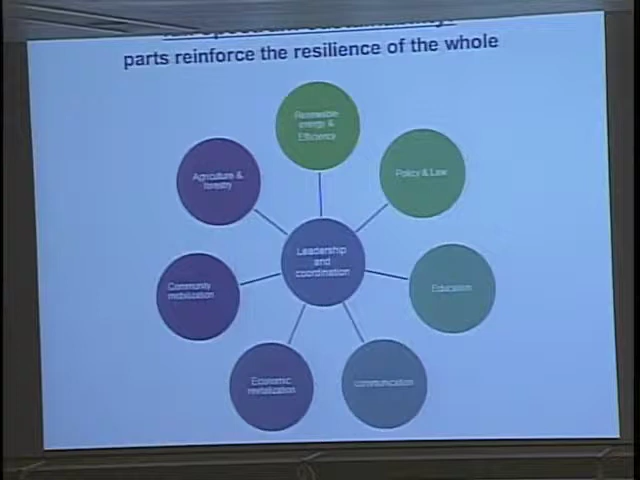 parts reinforce the resilience of the whole
Renewable
energy &
Efficiency
Policy & Law
Education
communication
Economic
revitalization
Community
mobilization
Agriculture &
forestry
Leadership
and
coordination